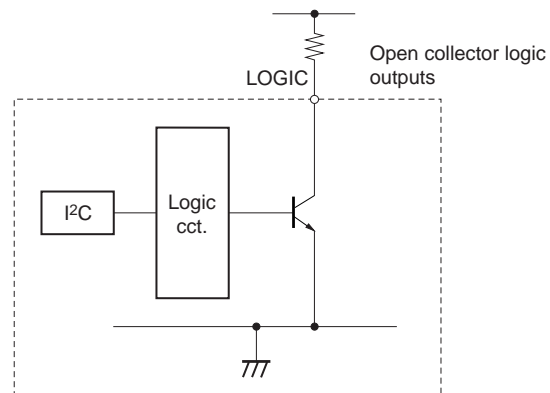 Open collector logic
outputs
LOGIC
I²C
Logic
cct.